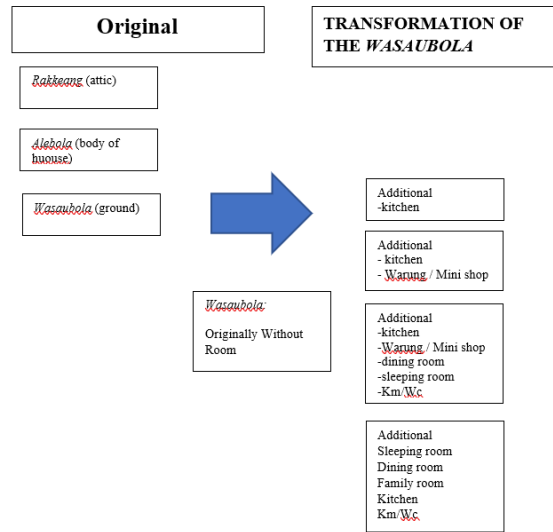 Original
Rakkeang (attic)
Alebola (body of
huouse)
Wasaubola (ground)
Wasaubola:
Originally Without
Room
TRANSFORMATION OF
THE WASAUBOLA
Additional
-kitchen
Additional
- kitchen
- Warung / Mini shop
Additional
-kitchen
-Warung / Mini shop
-dining room
-sleeping room
-Km/Wc
Additional
Sleeping room
Dining room
Family room
Kitchen
Km/Wc